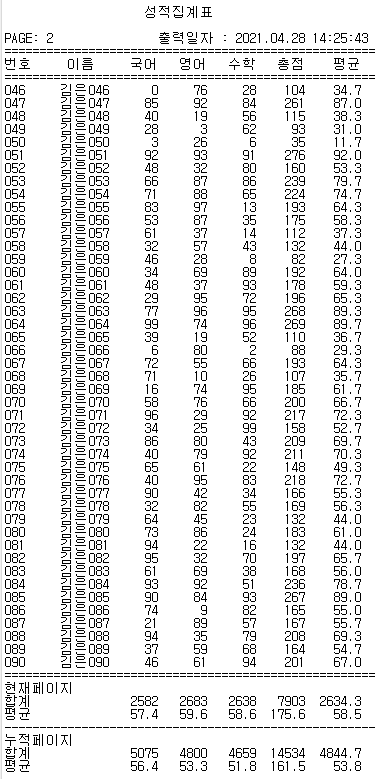 성적집계표
PAGE: 2 출력일자 : 2021.04.28 14:25:43
번호 이름 국어 영어 수학 총점 평균
046 김은046 0 76 28 104 34.7
047 김은047 85 92 84 261 87.0
048 김은048 40 19 56 115 38.3
049 김은049 28 3 62 93 31.0
050 김은050 3 26 6 35 11.7
051 김은051 92 93 91 276 92.0
052 김은052 48 32 80 160 53.3
053 김은053 66 87 86 239 79.7
054 김은054 71 88 65 224 74.7
055 김은055 83 97 13 193 64.3
056 김은056 53 87 35 175 58.3
057 김은057 61 37 14 112 37.3
058 김은058 32 57 43 132 44.0
059 김은059 46 28 8 82 27.3
060 김은060 34 69 89 192 64.0
061 김은061 48 37 93 178 59.3
062 김은062 29 95 72 196 65.3
063 김은063 77 96 95 268 89.3
064 김은064 99 74 96 269 89.7
065 김은065 39 19 52 110 36.7
066 김은066 6 80 2 88 29.3
067 김은067 72 55 66 193 64.3
068 김은068 71 10 26 107 35.7
069 김은069 16 74 95 185 61.7
070 김은070 58 76 66 200 66.7
071 김은071 96 29 92 217 72.3
072 김은072 34 25 99 158 52.7
073 김은073 86 80 43 209 69.7
074 김은074 40 79 92 211 70.3
075 김은075 65 61 22 148 49.3
076 김은076 40 95 83 218 72.7
077 김은077 90 42 34 166 55.3
078 김은078 32 82 55 169 56.3
079 김은079 64 45 23 132 44.0
080 김은080 73 86 24 183 61.0
081 김은081 94 22 16 132 44.0
082 김은082 95 32 70 197 65.7
083 김은083 61 69 38 168 56.0
084 김은084 93 92 51 236 78.7
085 김은085 90 84 93 267 89.0
086 김은086 74 9 82 165 55.0
087 김은087 21 89 57 167 55.7
088 김은088 94 35 79 208 69.3
089 김은089 37 59 68 164 54.7
090 김은090 46 61 94 201 67.0
현재페이지
합계 2582 2683 2638 7903 2634.3
평균 57.4 59.6 58.6 175.6 58.5
누적페이지
합계 5075 4800 4659 14534 4844.7
평균 56.4 53.3 51.8 161.5 53.8